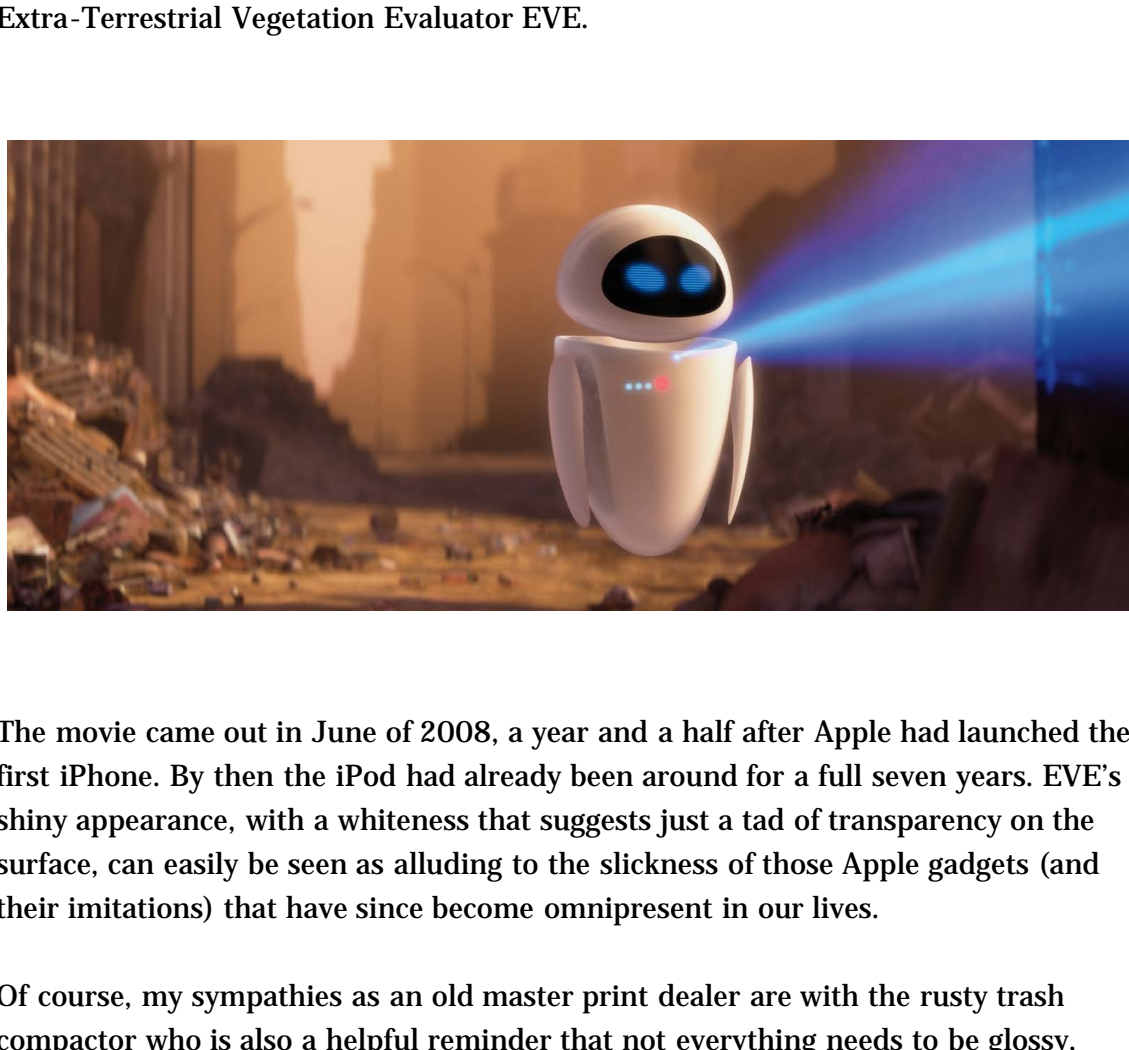 Extra-Terrestrial Vegetation Evaluator EVE.
The movie came out in June of 2008, a year and a half after Apple had launched the
first iPhone. By then the iPod had already been around for a full seven years. EVE’s
shiny appearance, with a whiteness that suggests just a tad of transparency on the
surface, can easily be seen as alluding to the slickness of those Apple gadgets (and
their imitations) that have since become omnipresent in our lives.
Of course, my sympathies as an old master print dealer are with the rusty trash
compactor who is also a helpful reminder that not everything needs to be glossy.